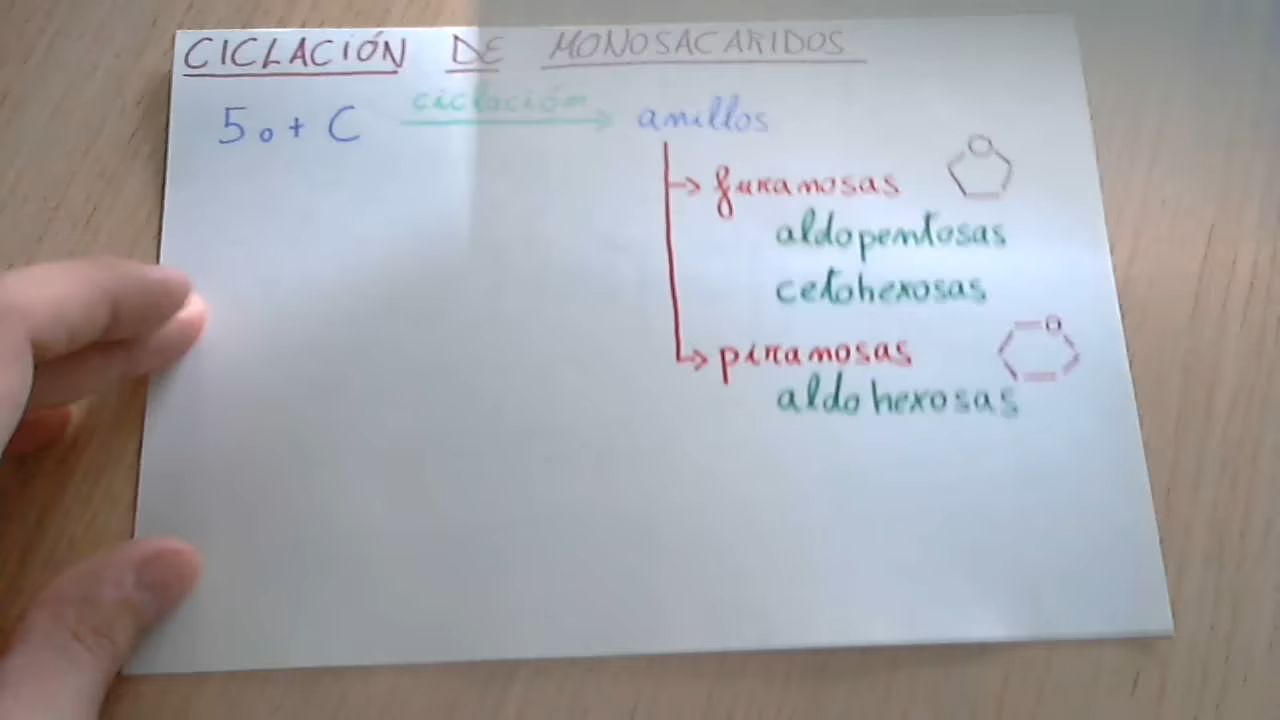 CICLACIÓN DE MONOSACARIDOS
5 o + C ciclación anillos
furanosas O
aldopentosas
cetohexosas
piranosas O
aldohexosas